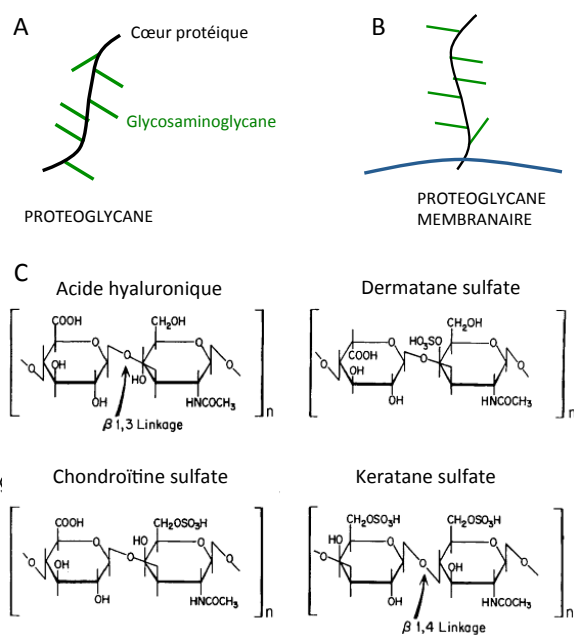 A
Cœur protéique
Glycosaminoglycane
PROTEOGLYCANE
B
PROTEOGLYCANE
MEMBRANAIRE
C
Acide hyaluronique
COOH
CH₂OH
O
O
O
O
O
OH
HO
OH
HNCOCH₃
n
β 1,3 Linkage
Dermatane sulfate
CH₂OH
HO₃SO
O
O
O
O
O
COOH
OH
OH
HNCOCH₃
n
Chondroïtine sulfate
COOH
CH₂OSO₃H
HO
O
O
O
O
O
OH
OH
HNCOCH₃
n
Keratane sulfate
CH₂OSO₃H
CH₂OSO₃H
HO
O
O
O
O
O
OH
OH
HNCOCH₃
n
β 1,4 Linkage